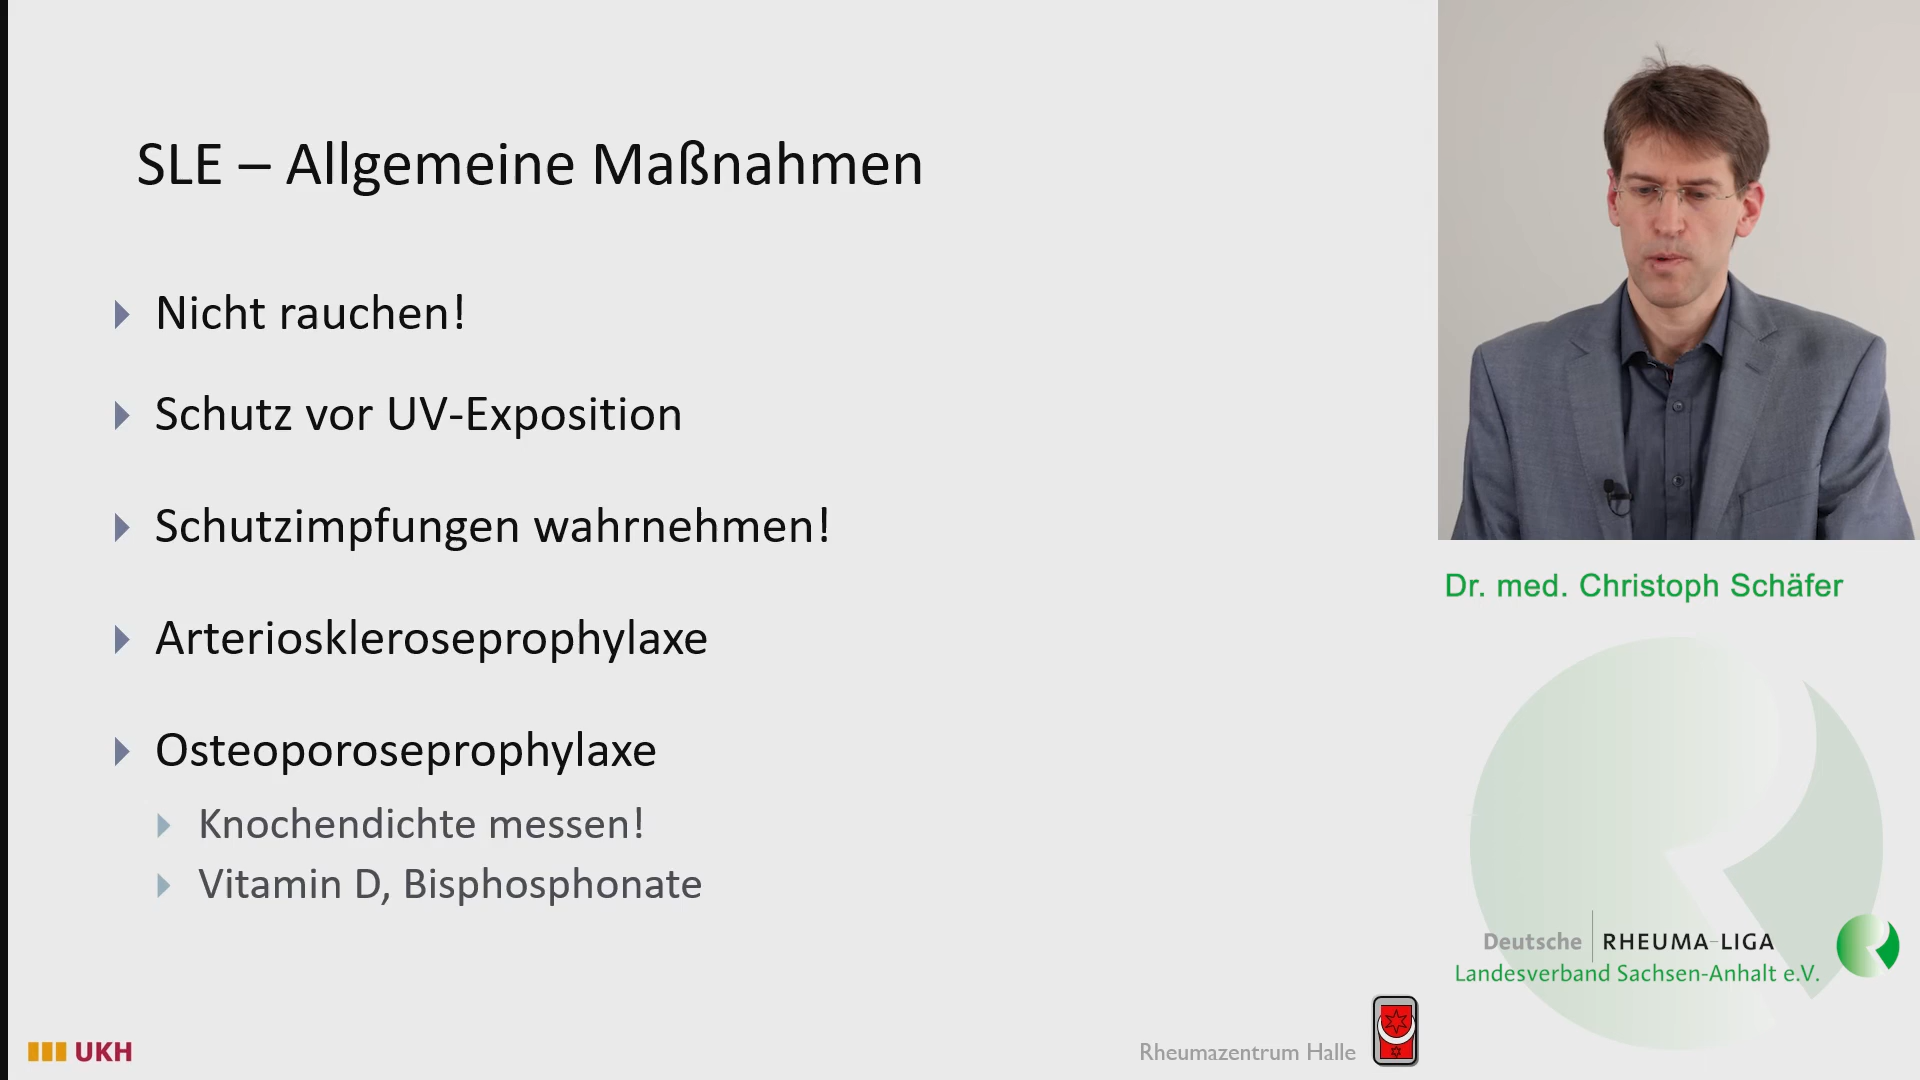 SLE – Allgemeine Maßnahmen
Nicht rauchen!
Schutz vor UV-Exposition
Schutzimpfungen wahrnehmen!
Arterioskleroseprophylaxe
Osteoporoseprophylaxe
Knochendichte messen!
Vitamin D, Bisphosphonate
Dr. med. Christoph Schäfer
Deutsche RHEUMA-LIGA
Landesverband Sachsen-Anhalt e.V.
UKH
Rheumazentrum Halle